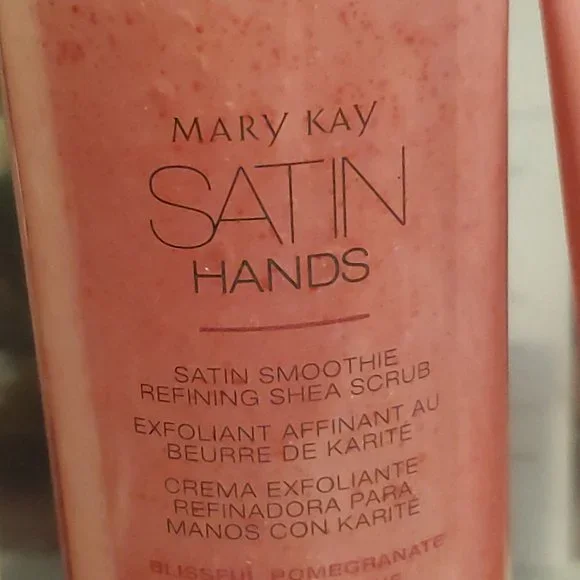 MARY KAY
SATIN
HANDS
SATIN SMOOTHIE
REFINING SHEA SCRUB
EXFOLIANT AFFINANT AU
BEURRE DE KARITÉ
CREMA EXFOLIANTE
REFINADORA PARA
MANOS CON KARITÉ
BLISSFUL POMEGRANATE